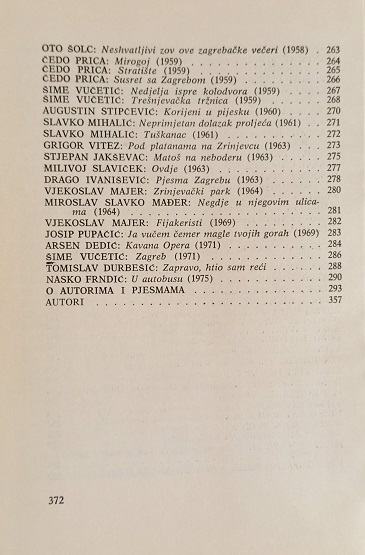 OTO ŠOLC: Neshvatljivi zov ove zagrebačke večeri (1958) . 263
ČEDO PRICA: Mirogoj (1959) . . . . . . . . . . . . 264
ČEDO PRICA: Stratište (1959) . . . . . . . . . . . 265
ČEDO PRICA: Susret sa Zagrebom (1959) . . . . . . . 266
ŠIME VUČETIĆ: Nedjelja ispre kolodvora (1959) . . . 267
ŠIME VUČETIĆ: Trešnjevačka tržnica (1959) . . . . . 268
AUGUSTIN STIPČEVIĆ: Korijeni u pijesku (1960) . . . 270
SLAVKO MIHALIĆ: Neprimjetan dolazak proljeća (1961) . . 271
SLAVKO MIHALIĆ: Tuškanac (1961) . . . . . . . . . . 272
GRIGOR VITEZ: Pod platanama na Zrinjevcu (1963) . . . 273
STJEPAN JAKŠEVAC: Matoš na neboderu (1963) . . . . . 275
MILIVOJ SLAVIČEK: Ovdje (1963) . . . . . . . . . . 277
DRAGO IVANIŠEVIĆ: Pjesma Zagrebu (1963) . . . . . . 278
VJEKOSLAV MAJER: Zrinjevački park (1964) . . . . . . 280
MIROSLAV SLAVKO MAĐER: Negdje u njegovim ulica-
ma (1964) . . . . . . . . . . . . . . . . . . 281
VJEKOSLAV MAJER: Fijakeristi (1969) . . . . . . . . 282
JOSIP PUPAČIĆ: Ja vučem čemer magle tvojih gorah (1969) 283
ARSEN DEDIĆ: Kavana Opera (1971) . . . . . . . . . 284
ŠIME VUČETIĆ: Zagreb (1971) . . . . . . . . . . . . 286
TOMISLAV DURBEŠIĆ: Zapravo, htio sam reći . . . . . 288
NASKO FRNDIĆ: U autobusu (1975) . . . . . . . . . . 290
O AUTORIMA I PJESMAMA . . . . . . . . . . . . 293
AUTORI . . . . . . . . . . . . . . . . . . . . 357
372